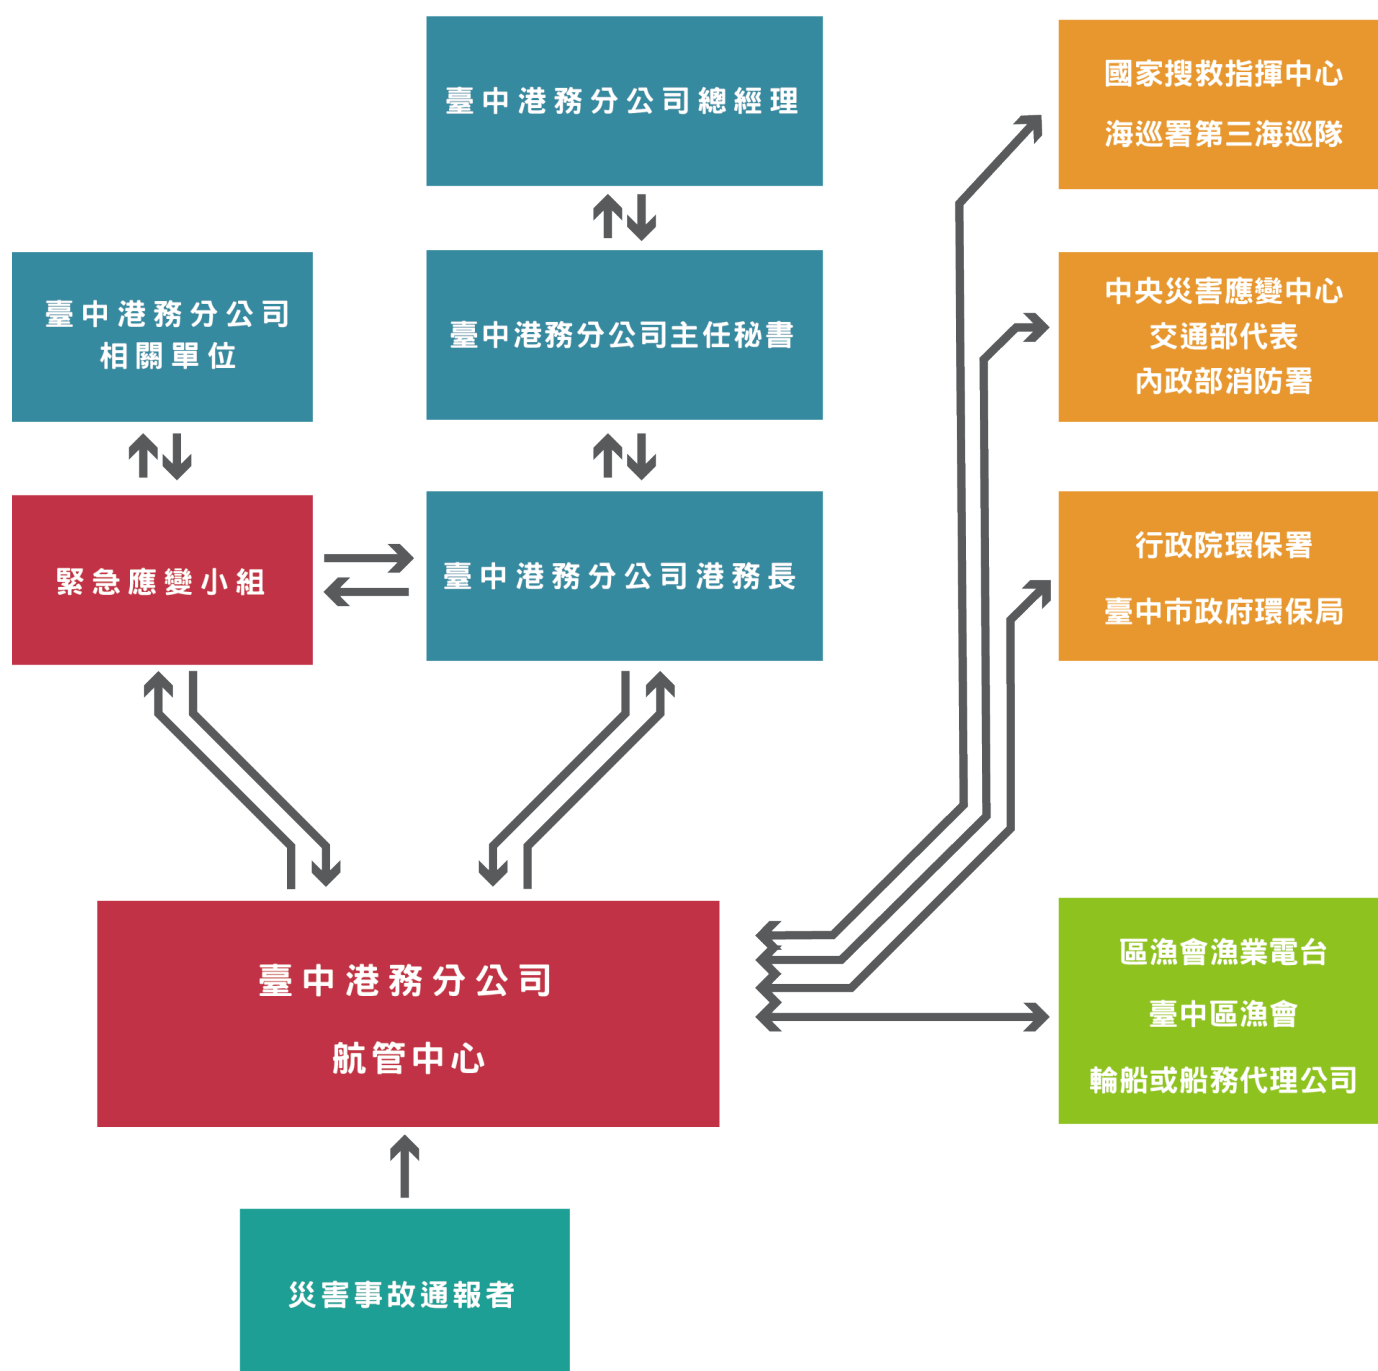 臺中港務分公司總經理
國家搜救指揮中心
海巡署第三海巡隊
臺中港務分公司
相關單位
臺中港務分公司主任秘書
中央災害應變中心
交通部代表
內政部消防署
緊急應變小組
臺中港務分公司港務長
行政院環保署
臺中市政府環保局
臺中港務分公司
航管中心
區漁會漁業電台
臺中區漁會
輪船或船務代理公司
災害事故通報者